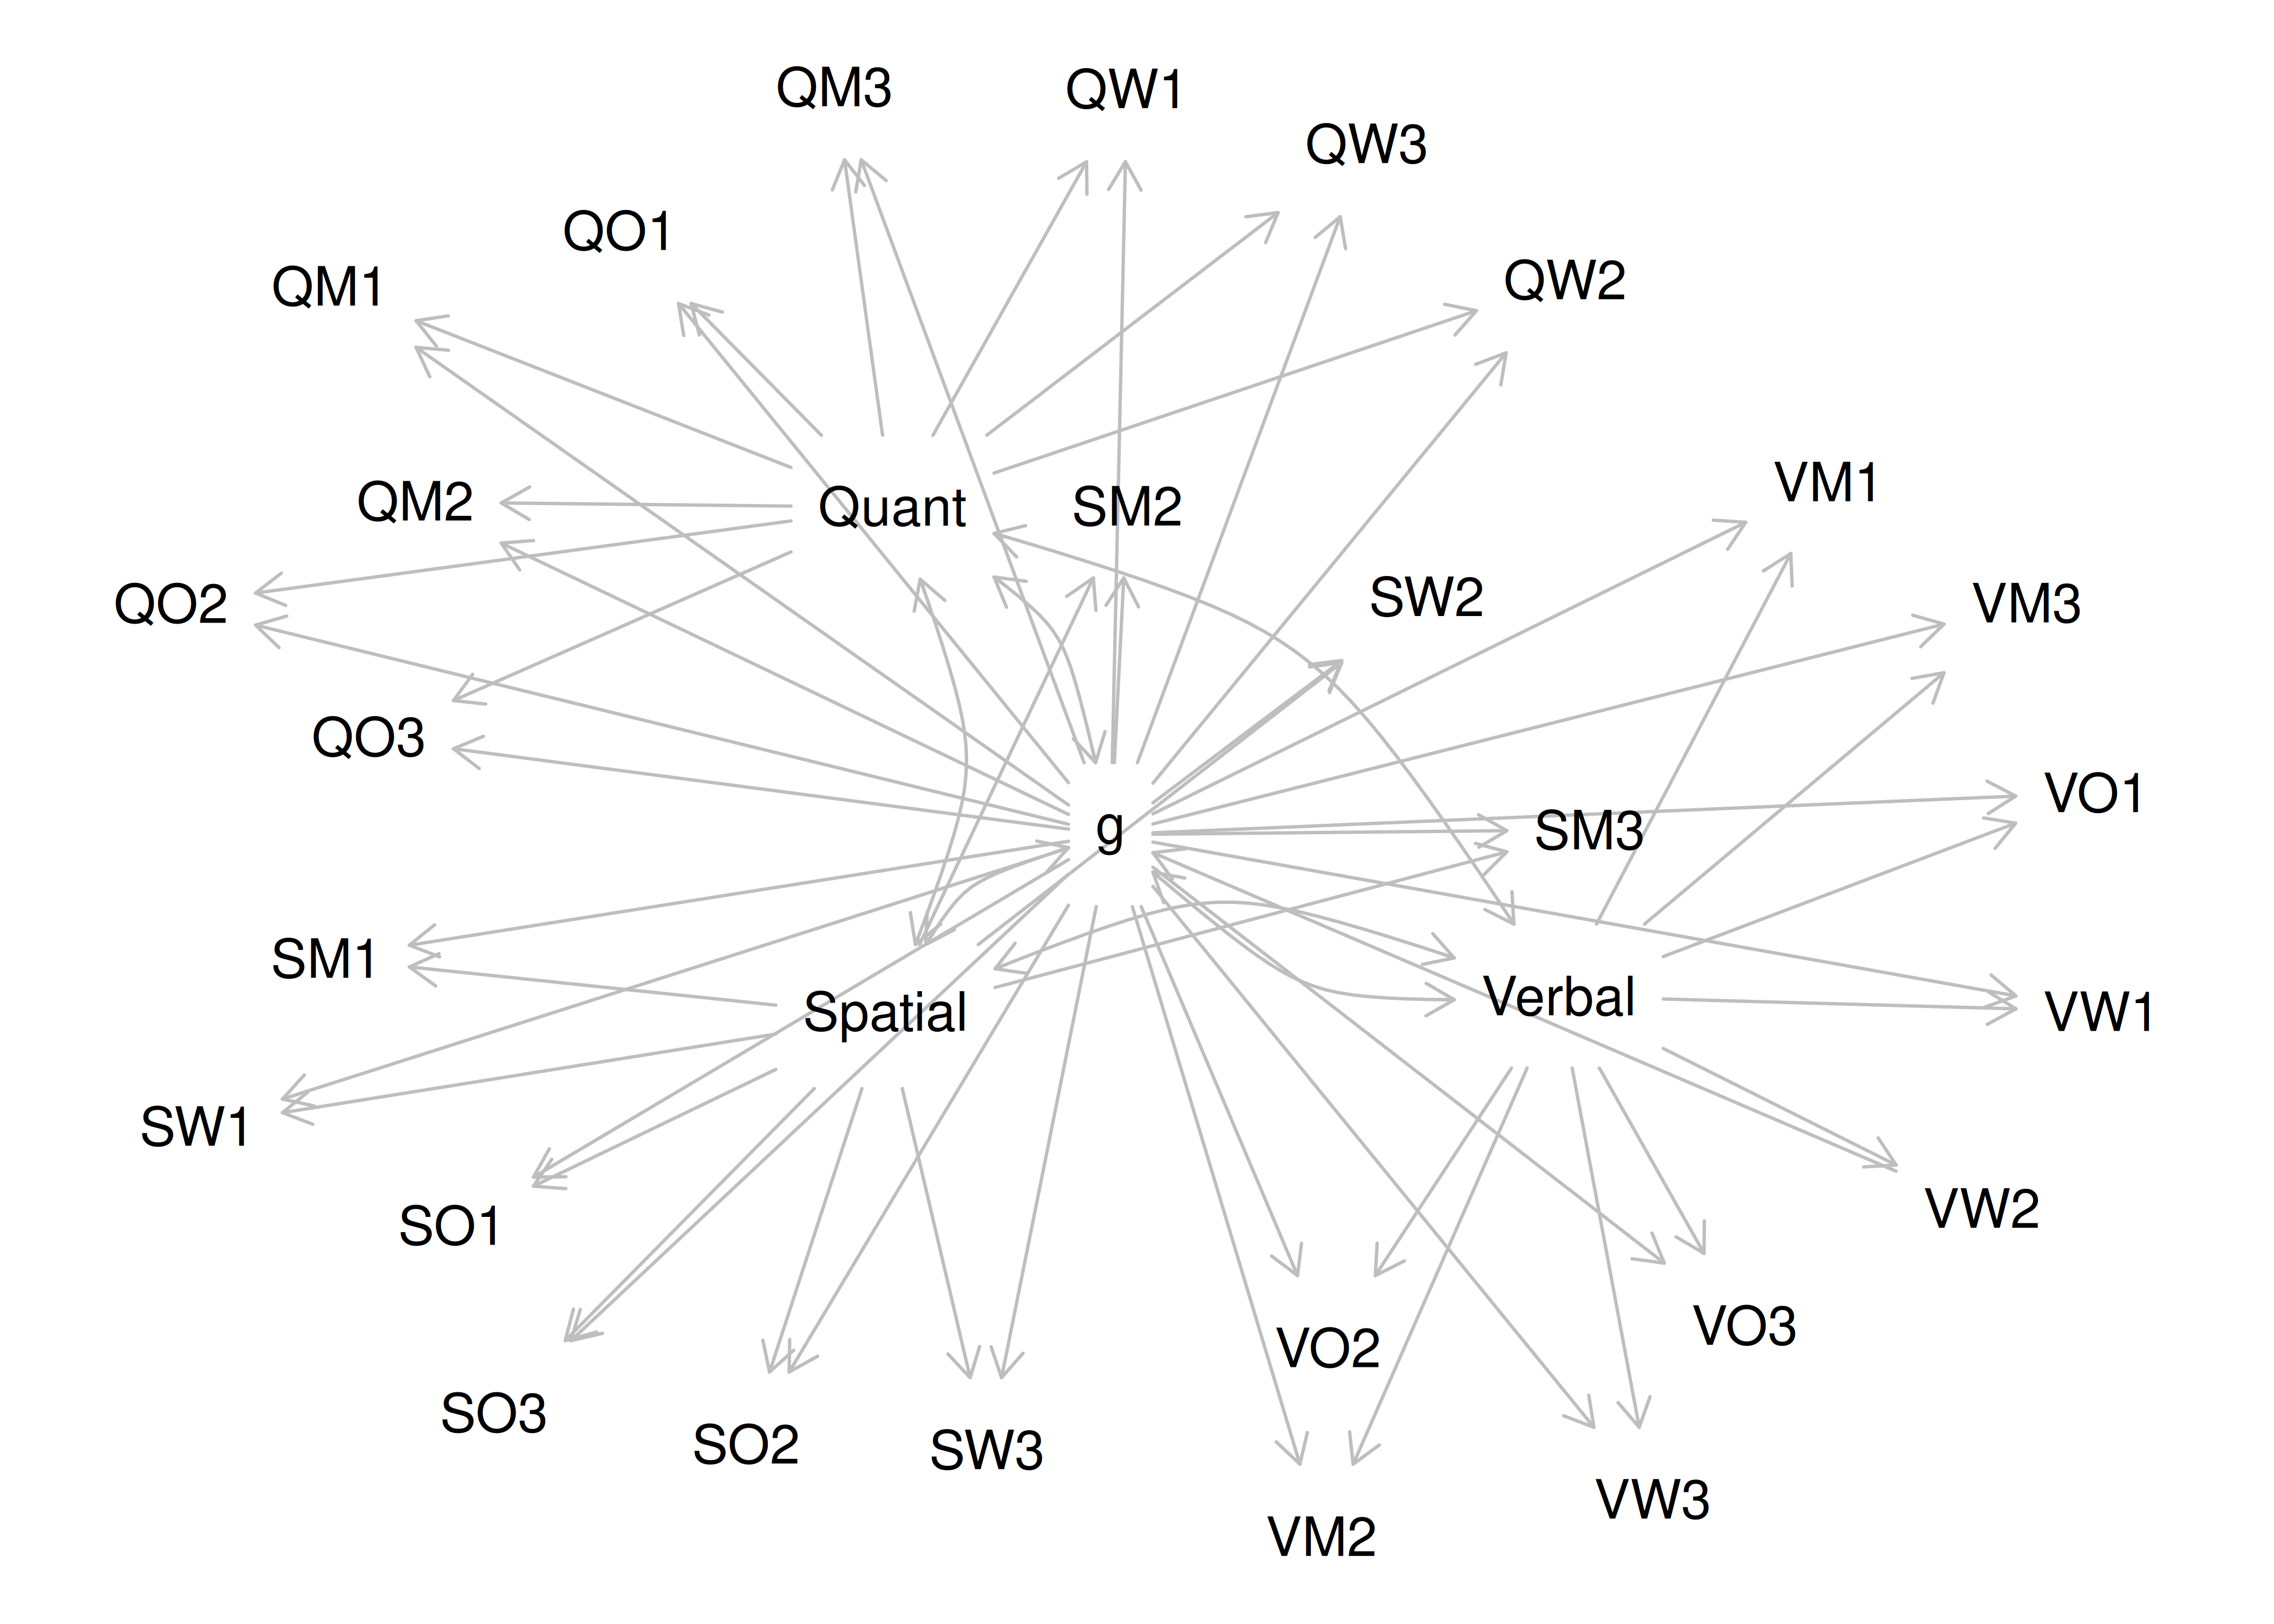 QM3
QW1
QW3
QO1
QM1
QW2
VM1
QM2
Quant
SM2
SW2
QO2
VM3
QO3
VO1
g
SM3
SM1
Spatial
Verbal
VW1
SW1
VW2
SO1
VO3
VO2
SO3
SO2
SW3
VW3
VM2